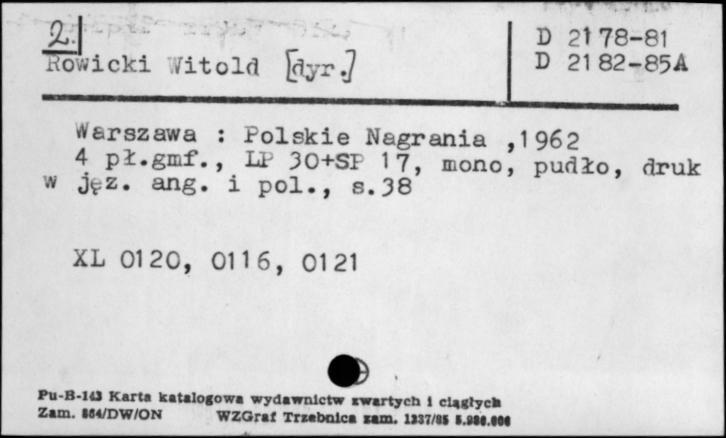 2.
D 2178-81
Rowicki Witold [dyr.]
D 2182-85A
Warszawa : Polskie Nagrania ,1962
4 pł.gmf., LP 30+SP 17, mono, pudło, druk
w jęz. ang. i pol., s.38
XL 0120, 0116, 0121
Pu-B-143 Karta katalogowa wydawnictw zwartych i ciągłych
Zam. 864/DW/ON WZGraf Trzebnica zam. 1237/85 5.000.000